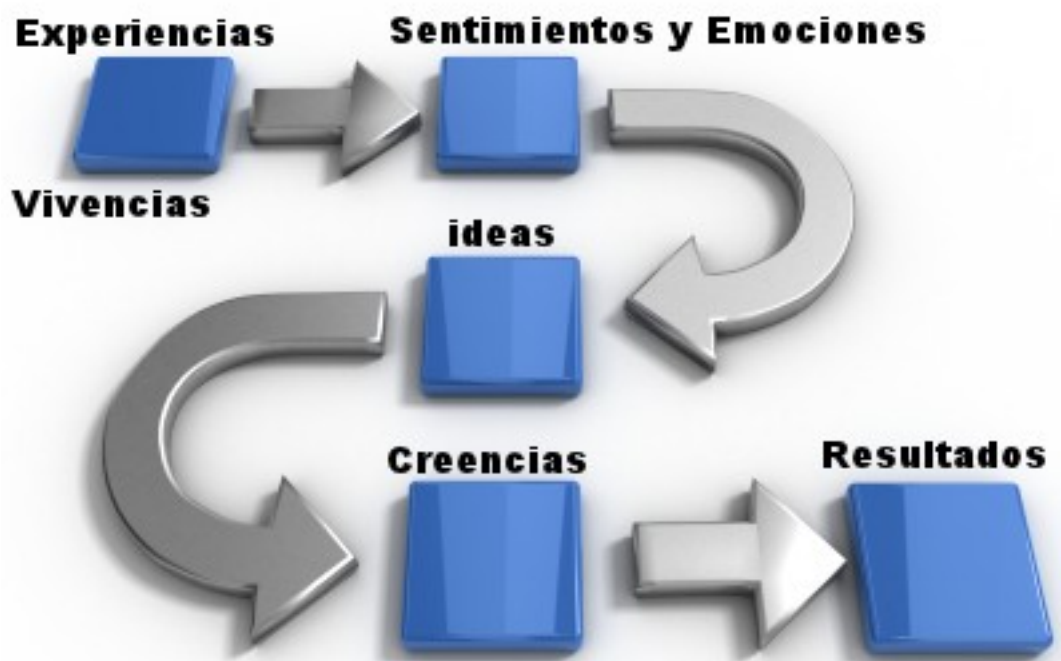 Experiencias
Sentimientos y Emociones
Vivencias
ideas
Creencias
Resultados